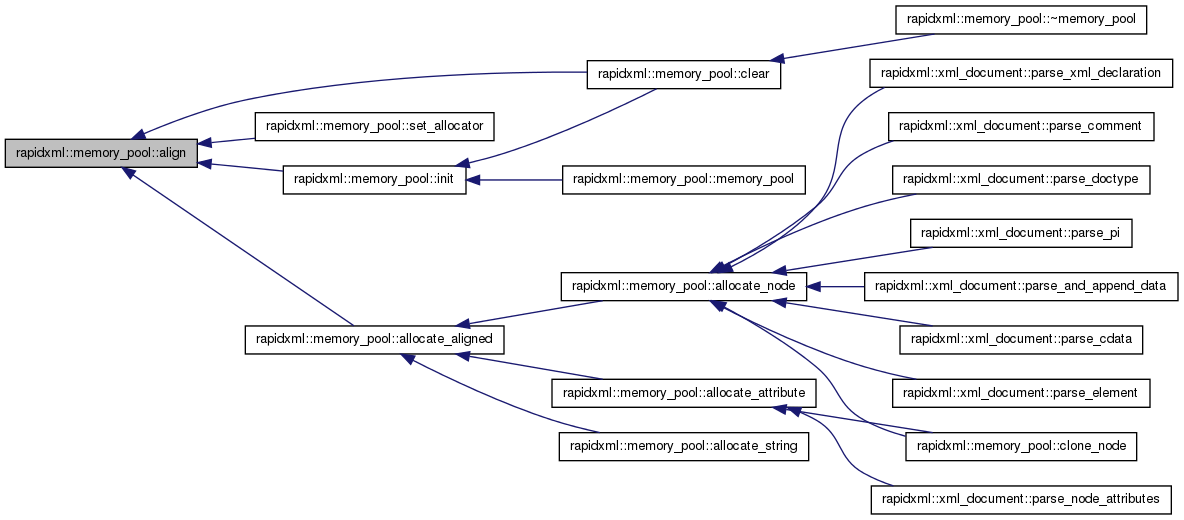 rapidxml::memory_pool::~memory_pool
rapidxml::memory_pool::clear
rapidxml::xml_document::parse_xml_declaration
rapidxml::memory_pool::set_allocator
rapidxml::xml_document::parse_comment
rapidxml::memory_pool::align
rapidxml::memory_pool::init
rapidxml::memory_pool::memory_pool
rapidxml::xml_document::parse_doctype
rapidxml::xml_document::parse_pi
rapidxml::memory_pool::allocate_node
rapidxml::xml_document::parse_and_append_data
rapidxml::memory_pool::allocate_aligned
rapidxml::xml_document::parse_cdata
rapidxml::memory_pool::allocate_attribute
rapidxml::xml_document::parse_element
rapidxml::memory_pool::allocate_string
rapidxml::memory_pool::clone_node
rapidxml::xml_document::parse_node_attributes